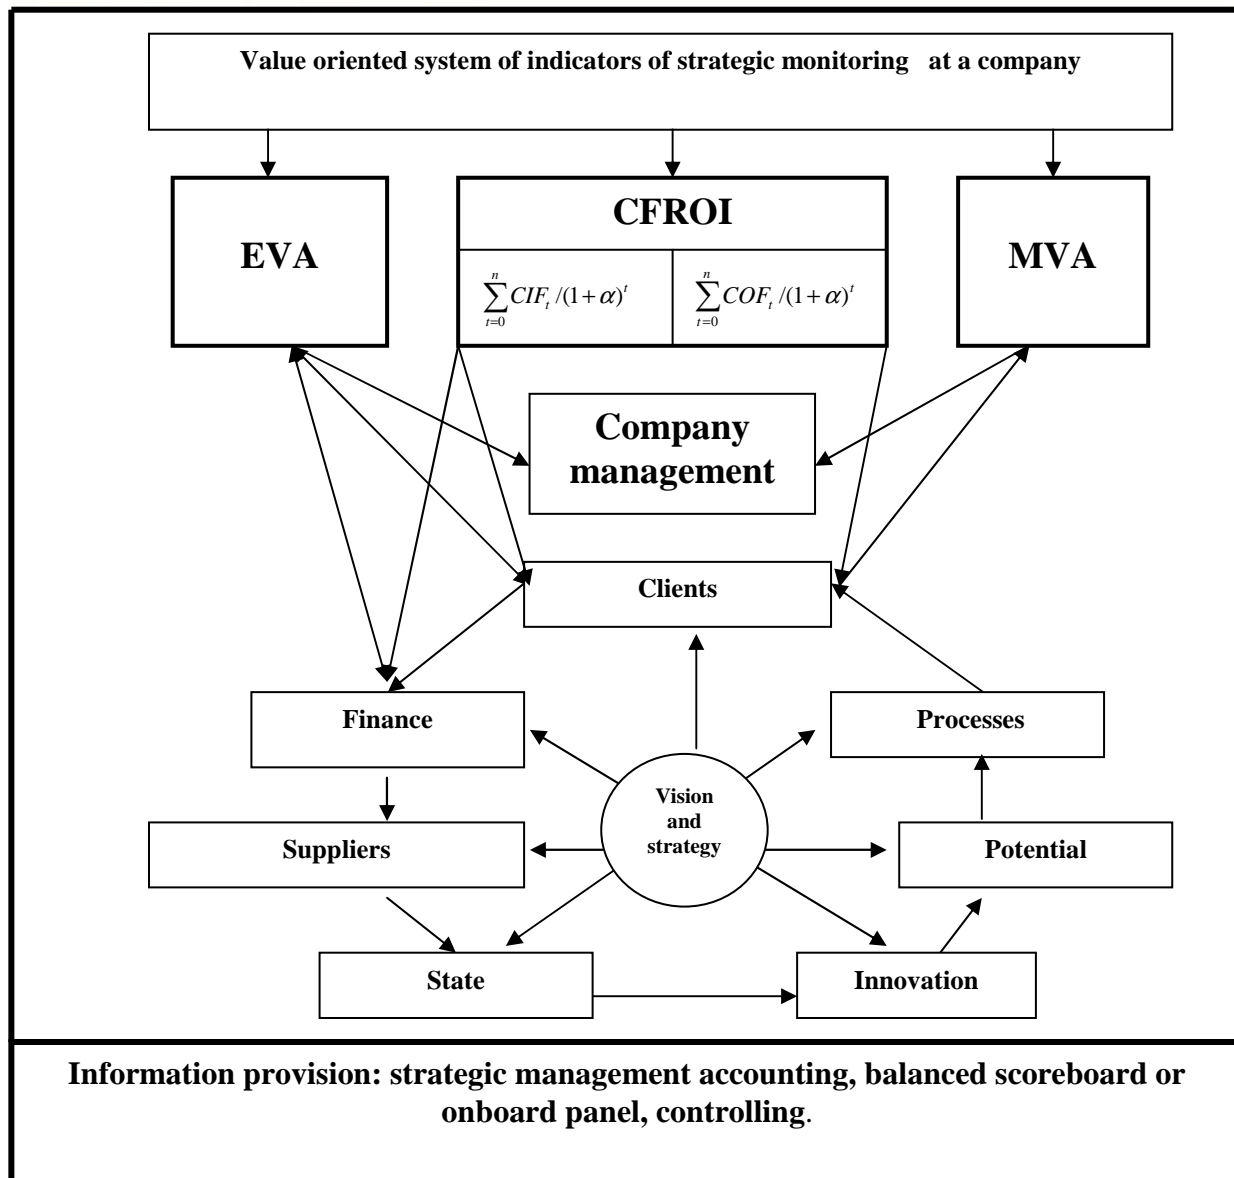 Value oriented system of indicators of strategic monitoring   at a company
EVA
CFROI
MVA
\sum_{t=0}^{n} CIF_t /(1+α)^t
\sum_{t=0}^{n} COF_t /(1+α)^t
Company
management
Clients
Finance
Processes
Vision
and
strategy
Suppliers
Potential
State
Innovation
Information provision: strategic management accounting, balanced scoreboard or
onboard panel, controlling.